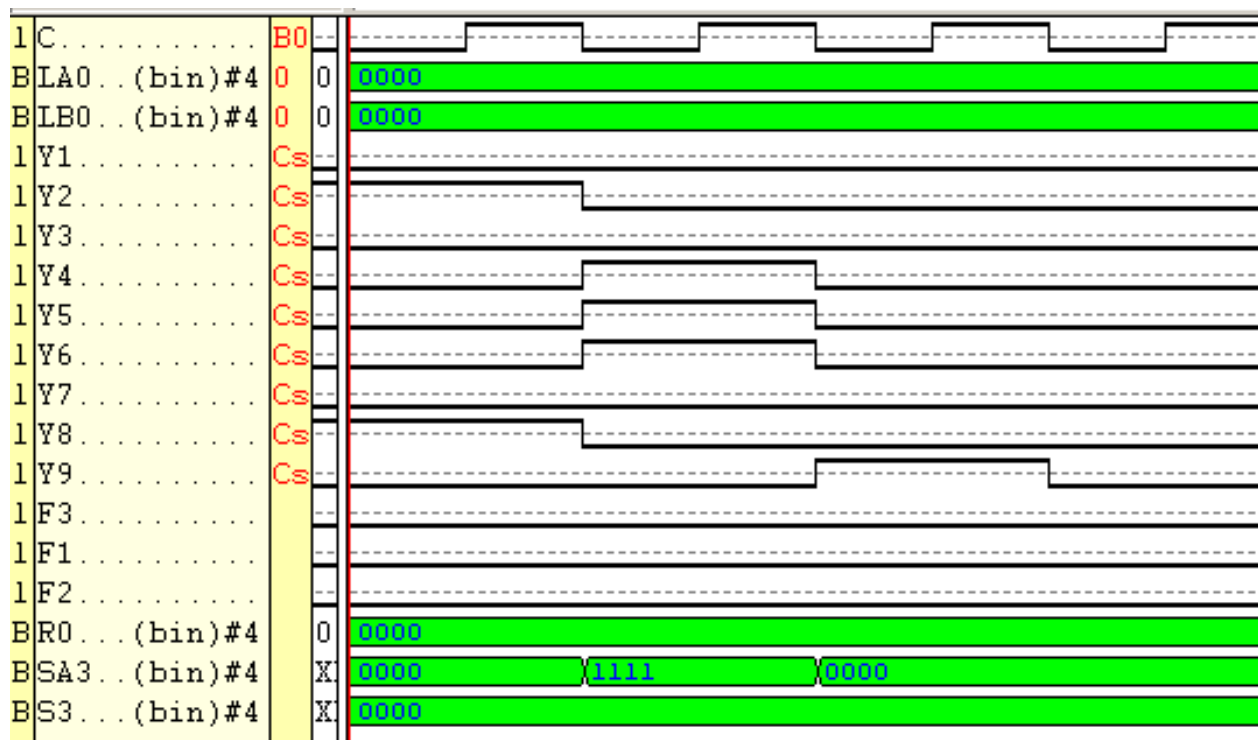 1 C........... B0
B LA0..(bin)#4 0 0 0000
B LB0..(bin)#4 0 0 0000
1 Y1.......... Cs
1 Y2.......... Cs
1 Y3.......... Cs
1 Y4.......... Cs
1 Y5.......... Cs
1 Y6.......... Cs
1 Y7.......... Cs
1 Y8.......... Cs
1 Y9.......... Cs
1 F3..........
1 F1..........
1 F2..........
B R0...(bin)#4 0 0000
B SA3..(bin)#4 X 0000 1111 0000
B S3...(bin)#4 X 0000